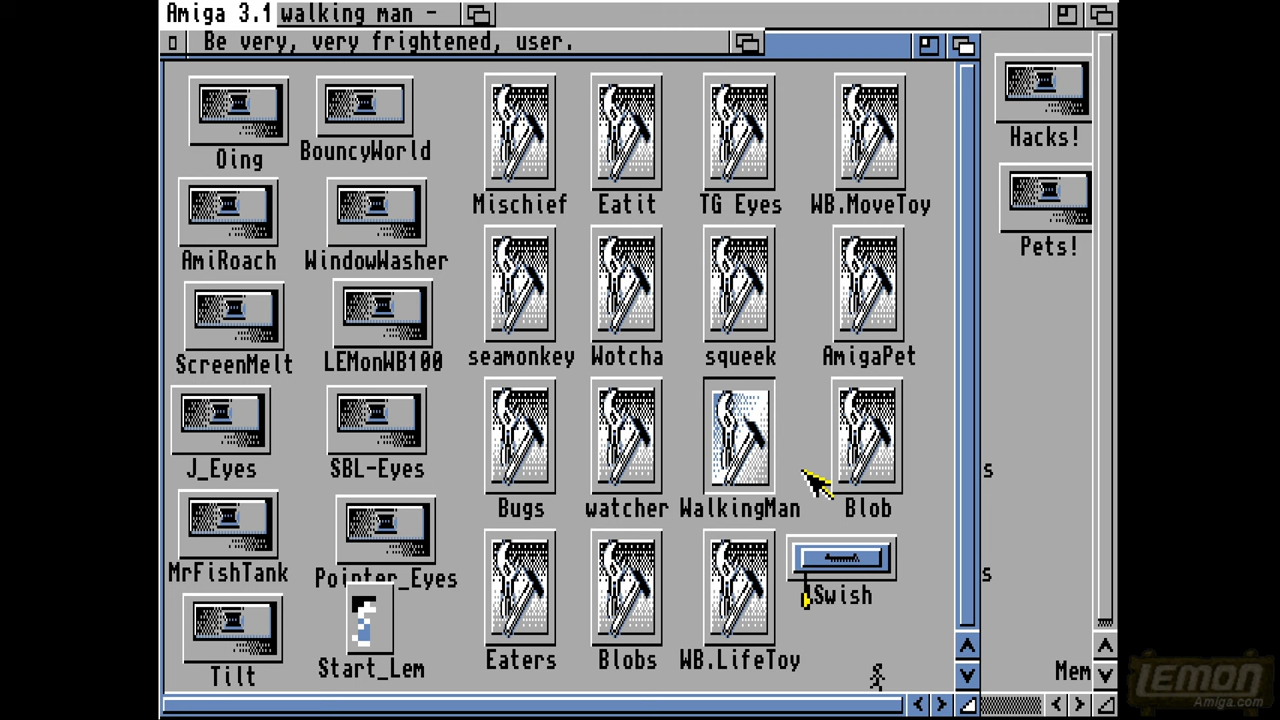 Amiga 3.1 walking man -
Be very, very frightened, user.
Oing BouncyWorld Mischief Eatit TG Eyes WB.MoveToy Hacks!
AmiRoach WindowWasher Pets!
ScreenMelt LEMonWB100 seamonkey Wotcha squeek AmigaPet
J_Eyes SBL-Eyes s
Bugs watcher WalkingMan Blob
MrFishTank Pointer_Eyes s
Swish
Tilt Start_Lem Eaters Blobs WB.LifeToy Mem
LEMON
Amiga.com